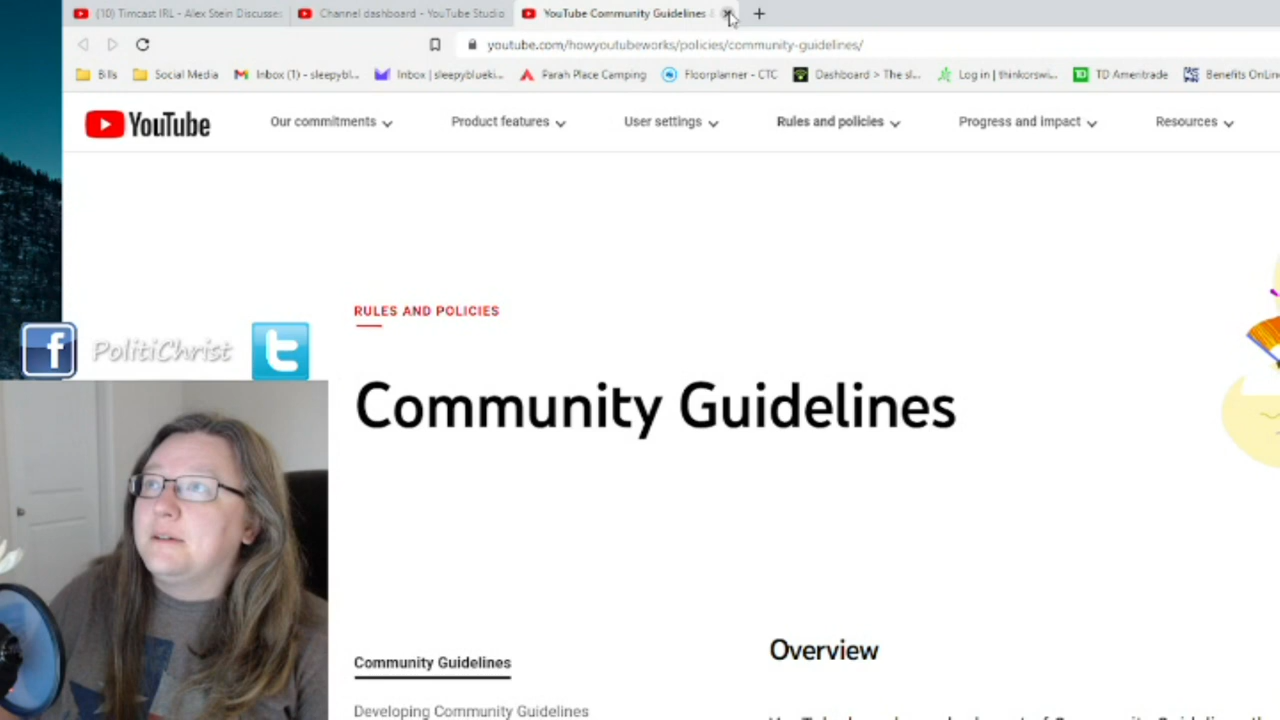 (10) Timcast IRL - Alex Stein Discusses
Channel dashboard - YouTube Studio
YouTube Community Guidelines
youtube.com/howyoutubeworks/policies/community-guidelines/
Bills
Social Media
Inbox (1) - sleepybl...
Inbox | sleepyblueki...
Parah Place Camping
Floorplanner - CTC
Dashboard > The sl...
Log in | thinkorswi...
TD Ameritrade
Benefits OnLin
YouTube
Our commitments
Product features
User settings
Rules and policies
Progress and impact
Resources
RULES AND POLICIES
f PolitiChrist t
Community Guidelines
Overview
Community Guidelines
Developing Community Guidelines